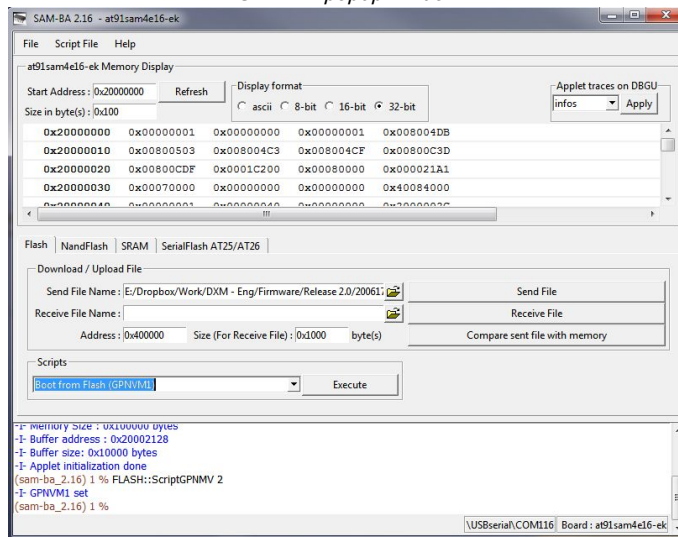 SAM-BA 2.16 - at91sam4e16-ek
File Script File Help
at91sam4e16-ek Memory Display
Start Address : 0x20000000 Refresh
Size in byte(s) : 0x100
Display format
ascii 8-bit 16-bit 32-bit
Applet traces on DBGU
infos Apply
0x20000000 0x00000001 0x00000000 0x00000001 0x008004DB
0x20000010 0x00800503 0x008004C3 0x008004CF 0x00800C3D
0x20000020 0x00800CDF 0x0001C200 0x00080000 0x000021A1
0x20000030 0x00070000 0x00000000 0x00000000 0x40084000
Flash NandFlash SRAM SerialFlash AT25/AT26
Download / Upload File
Send File Name : E:/Dropbox/Work/DXM - Eng/Firmware/Release 2.0/20061 Send File
Receive File Name : Receive File
Address : 0x400000 Size (For Receive File) : 0x1000 byte(s) Compare sent file with memory
Scripts
Boot from Flash (GPNVM1) Execute
-I- Memory Size : 0x100000 bytes
-I- Buffer address : 0x20002128
-I- Buffer size: 0x10000 bytes
-I- Applet initialization done
(sam-ba_2.16) 1 % FLASH::ScriptGPNMV 2
-I- GPNVM1 set
(sam-ba_2.16) 1 %
\USBserial\COM116 Board : at91sam4e16-ek